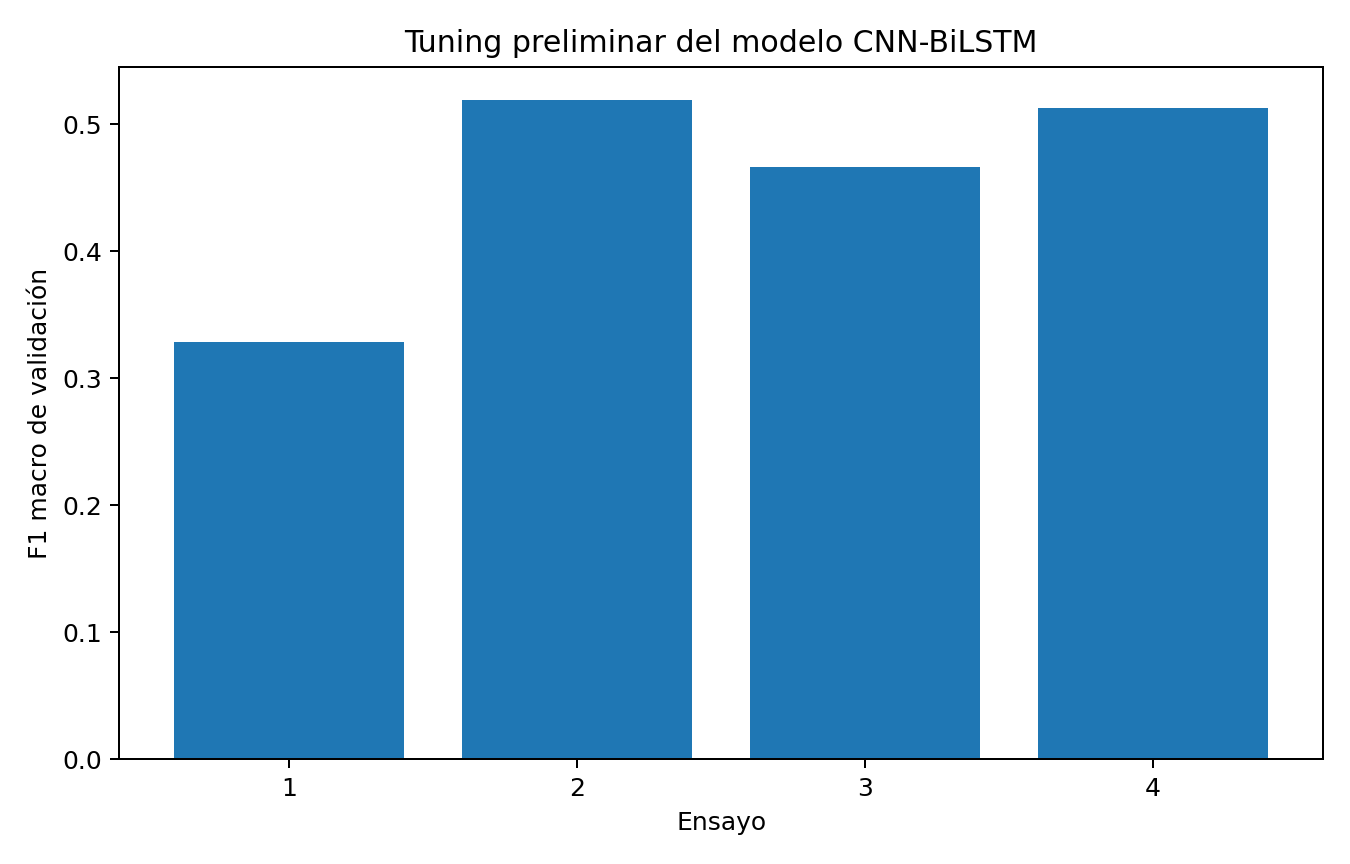 Tuning preliminar del modelo CNN-BiLSTM
F1 macro de validación
0.5
0.4
0.3
0.2
0.1
0.0
1 2 3 4
Ensayo